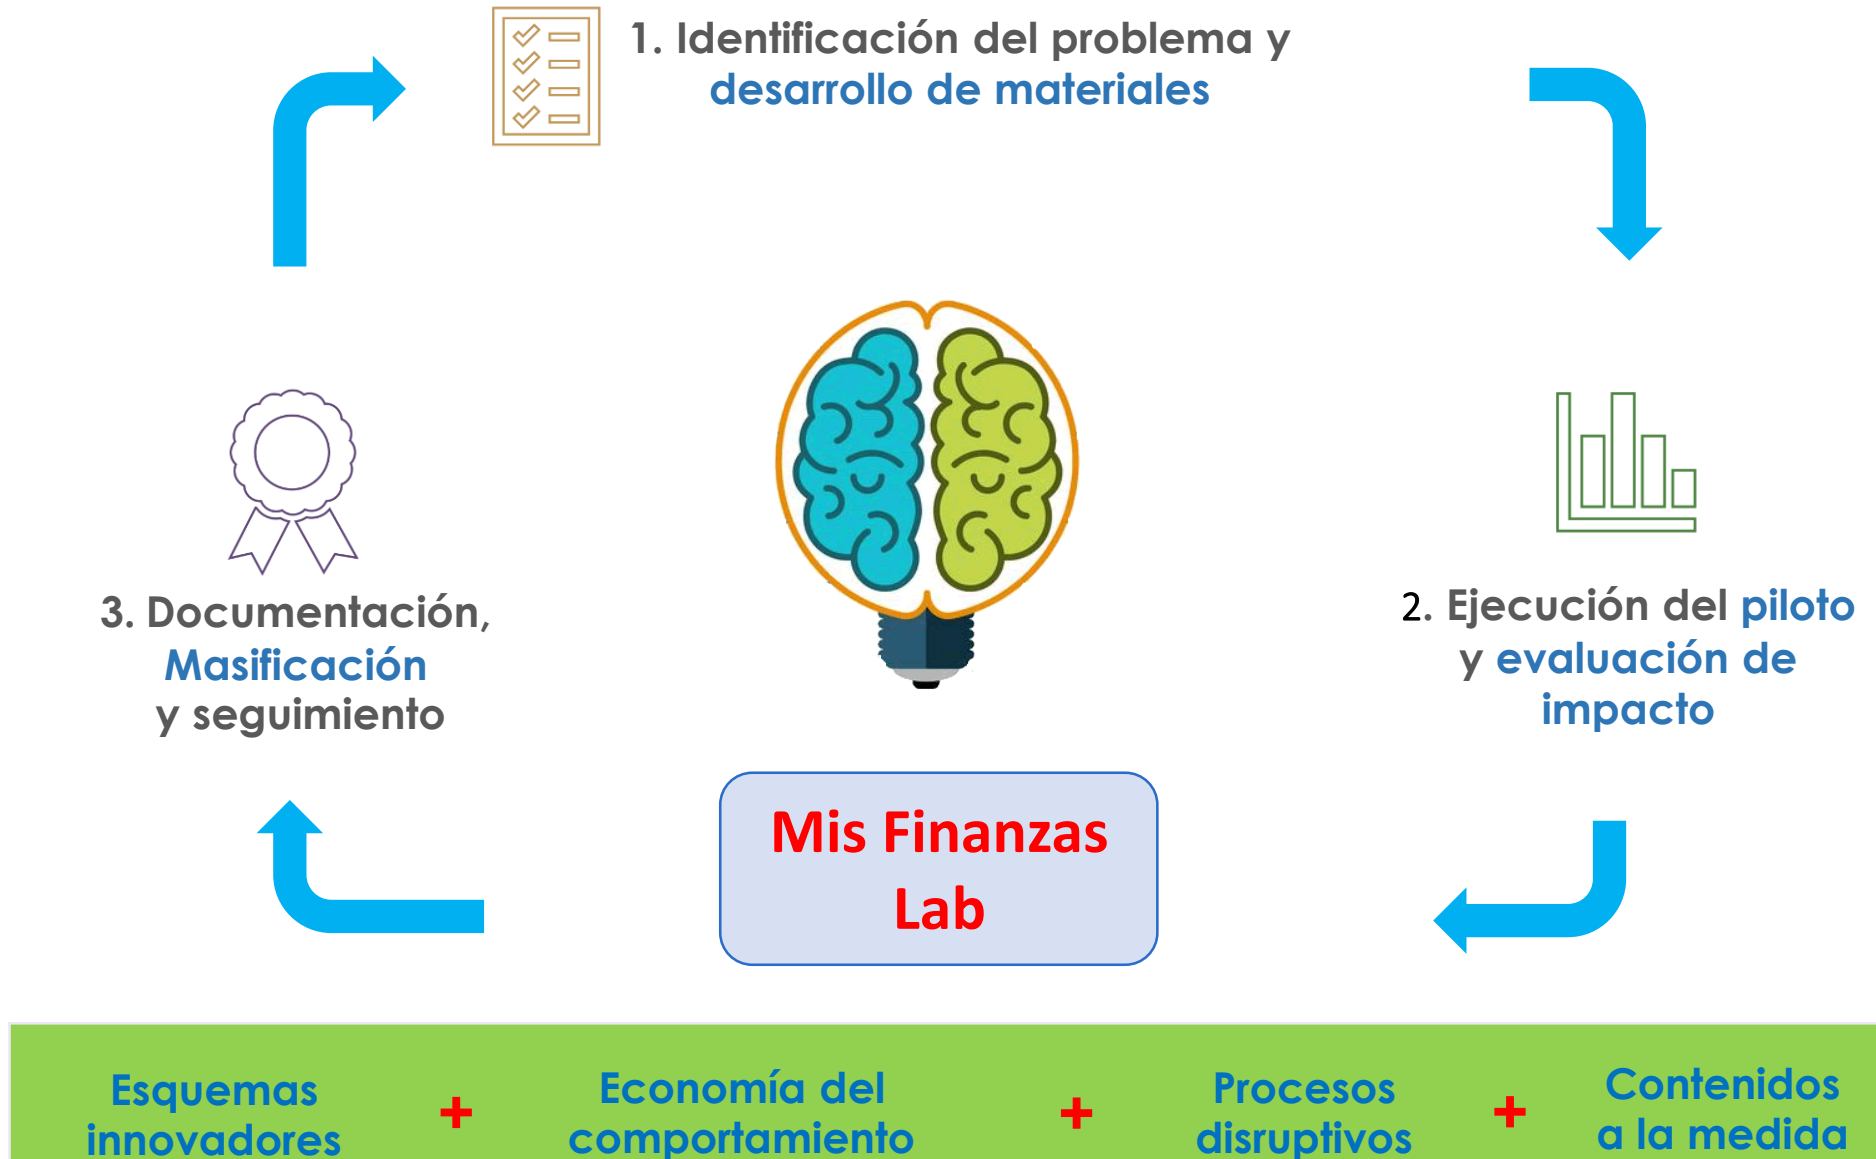 1. Identificación del problema y
desarrollo de materiales
3. Documentación,
Masificación
y seguimiento
2. Ejecución del piloto
y evaluación de
impacto
Mis Finanzas
Lab
Esquemas
innovadores
+
Economía del
comportamiento
+
Procesos
disruptivos
+
Contenidos
a la medida